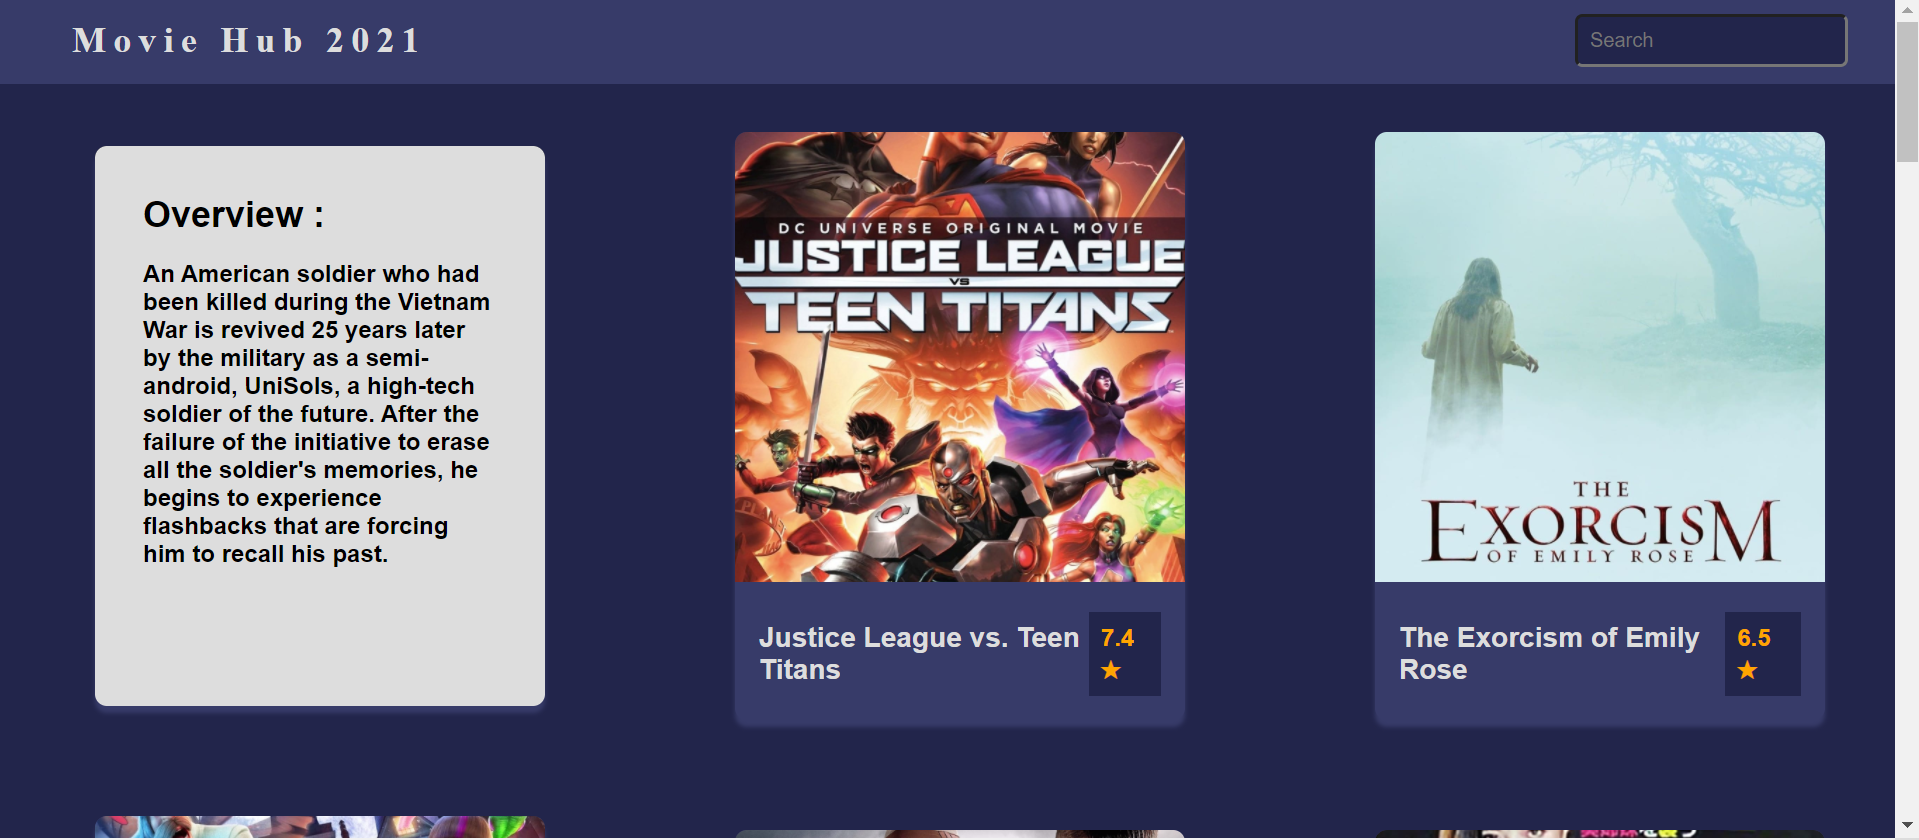 Movie Hub 2021
Search
Overview :
An American soldier who had
been killed during the Vietnam
War is revived 25 years later
by the military as a semi-
android, UniSols, a high-tech
soldier of the future. After the
failure of the initiative to erase
all the soldier's memories, he
begins to experience
flashbacks that are forcing
him to recall his past.
DC UNIVERSE ORIGINAL MOVIE
JUSTICE LEAGUE
VS
TEEN TITANS
Justice League vs. Teen
Titans
7.4
★
THE
EXORCISM
OF EMILY ROSE
The Exorcism of Emily
Rose
6.5
★